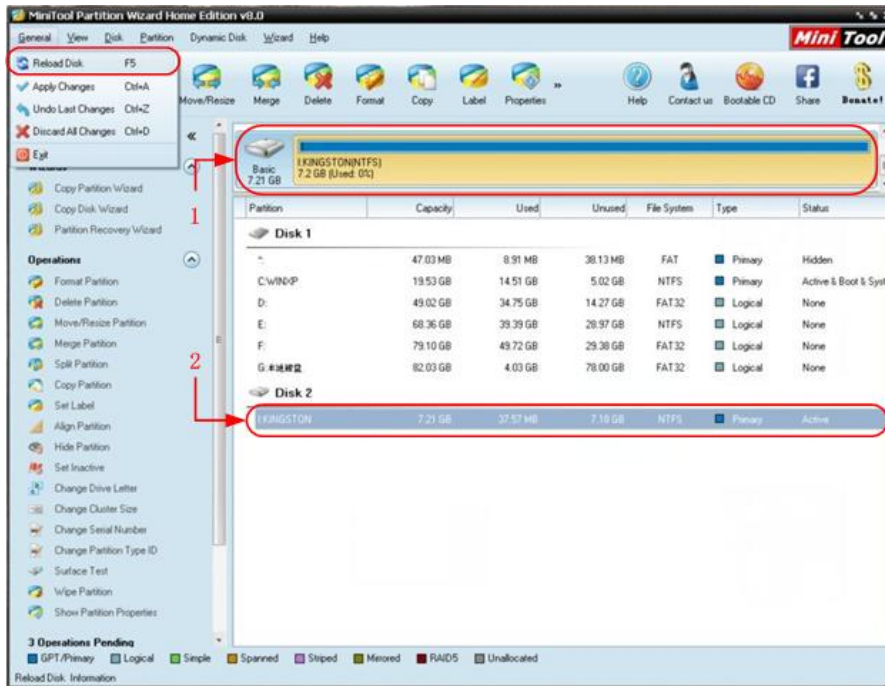 MiniTool Partition Wizard Home Edition v8.0
General View Disk Partition Dynamic Disk Wizard Help
Mini Tool
Reload Disk F5
Apply Changes Ctrl+A
Undo Last Changes Ctrl+Z
Discard All Changes Ctrl+D
Exit
Move/Resize Merge Delete Format Copy Label Properties » Help Contact us Bootable CD Share Donate!
«
1
Basic
7.21 GB
I:KINGSTON(NTFS)
7.2 GB (Used: 0%)
Copy Partition Wizard
Copy Disk Wizard
Partition Recovery Wizard
Operations
Format Partition
Delete Partition
Move/Resize Partition
Merge Partition
Split Partition
Copy Partition
Set Label
Align Partition
Hide Partition
Set Inactive
Change Drive Letter
Change Cluster Size
Change Serial Number
Change Partition Type ID
Surface Test
Wipe Partition
Show Partition Properties
3 Operations Pending
2
Partition Capacity Used Unused File System Type Status
Disk 1
*: 47.03 MB 8.91 MB 38.13 MB FAT Primary Hidden
C:WINXP 19.53 GB 14.51 GB 5.02 GB NTFS Primary Active & Boot & Syst
D: 49.02 GB 34.75 GB 14.27 GB FAT32 Logical None
E: 68.36 GB 39.39 GB 28.97 GB NTFS Logical None
F: 79.10 GB 49.72 GB 29.38 GB FAT32 Logical None
G: 82.03 GB 4.03 GB 78.00 GB FAT32 Logical None
Disk 2
I:KINGSTON 7.21 GB 37.57 MB 7.18 GB NTFS Primary Active
GPT/Primary Logical Simple Spanned Striped Mirrored RAID5 Unallocated
Reload Disk Information